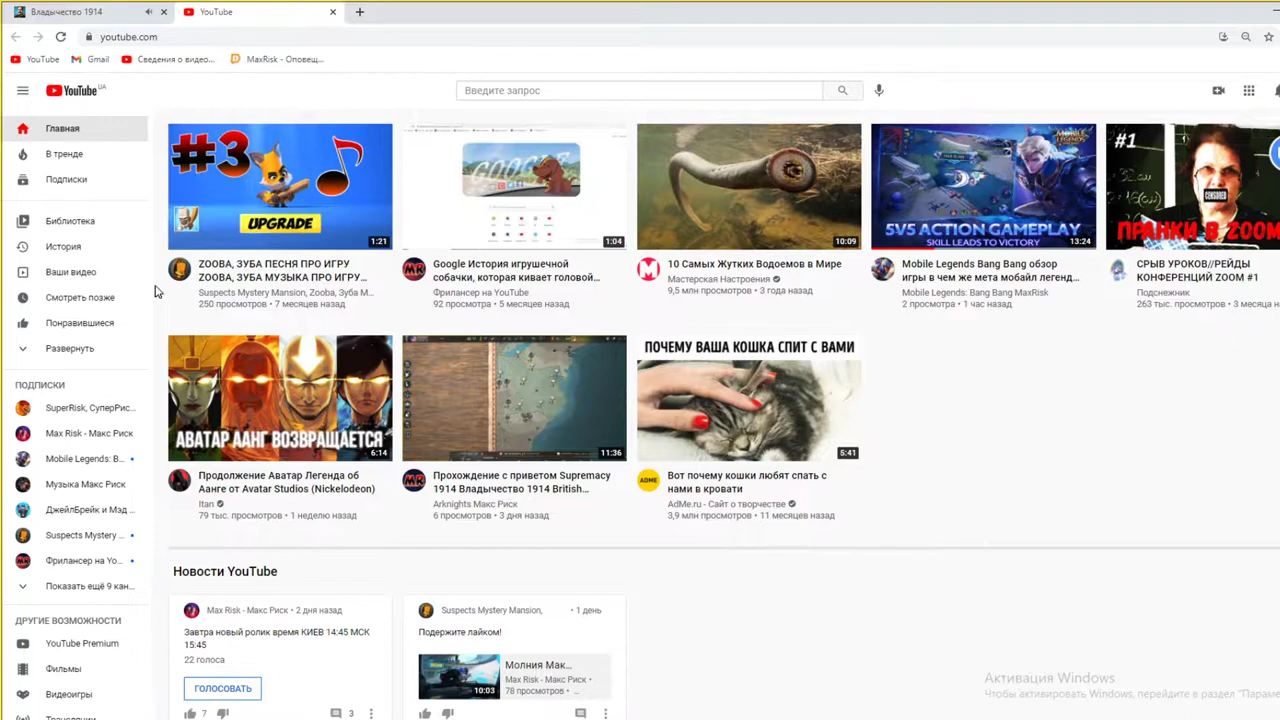 Владычество 1914
YouTube
youtube.com
YouTube
Gmail
Сведения о видео...
MaxRisk - Оповещ...
YouTube UA
Введите запрос
Главная
В тренде
Подписки
Библиотека
История
Ваши видео
Смотреть позже
Понравившиеся
Развернуть
ПОДПИСКИ
SuperRisk, СуперРис...
Max Risk - Макс Риск
Mobile Legends: B...
Музыка Макс Риск
ДжейлБрейк и Мэд ...
Suspects Mystery ...
Фрилансер на Yo...
Показать ещё 9 кан...
ДРУГИЕ ВОЗМОЖНОСТИ
YouTube Premium
Фильмы
Видеоигры
Трансляции
#3
UPGRADE
1:21
ZOOBA, ЗУБА ПЕСНЯ ПРО ИГРУ
ZOOBA, ЗУБА МУЗЫКА ПРО ИГРУ...
Suspects Mystery Mansion, Zooba, Зуба М...
250 просмотров • 7 месяцев назад
GOOGLE
1:04
Google История игрушечной
собачки, которая кивает головой...
Фрилансер на YouTube
92 просмотра • 5 месяцев назад
10:09
10 Самых Жутких Водоемов в Мире
Мастерская Настроения
9,5 млн просмотров • 3 года назад
MOBILE LEGENDS
5V5 ACTION GAMEPLAY
SKILL LEADS TO VICTORY
13:24
Mobile Legends Bang Bang обзор
игры в чем же мета мобайл легенд...
Mobile Legends: Bang Bang MaxRisk
2 просмотра • 1 час назад
#1
CENSORED
ПРАНКИ В ZOOM
СРЫВ УРОКОВ//РЕЙДЫ
КОНФЕРЕНЦИЙ ZOOM #1
Подснежник
263 тыс. просмотров • 3 месяца н
АВАТАР ААНГ ВОЗВРАЩАЕТСЯ
6:14
Продолжение Аватар Легенда об
Аанге от Avatar Studios (Nickelodeon)
Itan
79 тыс. просмотров • 1 неделю назад
11:36
Прохождение с приветом Supremacy
1914 Владычество 1914 British...
Arknights Макс Риск
6 просмотров • 3 дня назад
ПОЧЕМУ ВАША КОШКА СПИТ С ВАМИ
5:41
ADME
Вот почему кошки любят спать с
нами в кровати
AdMe.ru - Сайт о творчестве
3,9 млн просмотров • 11 месяцев назад
Новости YouTube
Max Risk - Макс Риск • 2 дня назад
Завтра новый ролик время КИЕВ 14:45 МСК
15:45
22 голоса
ГОЛОСОВАТЬ
7
3
Suspects Mystery Mansion, • 1 день
Подержите лайком!
10:03
Молния Мак...
Max Risk - Макс Риск
78 просмотров • ...
Активация Windows
Чтобы активировать Windows, перейдите в раздел "Параме